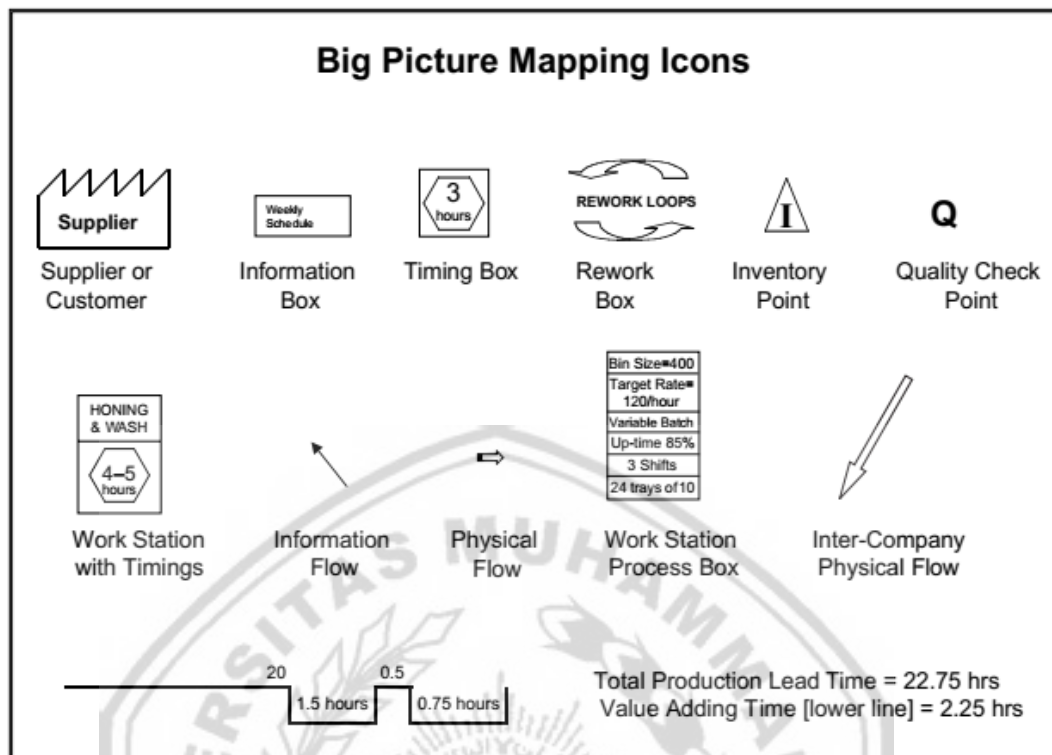 Big Picture Mapping Icons
Supplier
Supplier or
Customer
Weekly
Schedule
Information
Box
3
hours
Timing Box
REWORK LOOPS
Rework
Box
I
Inventory
Point
Q
Quality Check
Point
HONING
& WASH
4–5
hours
Work Station
with Timings
Information
Flow
Physical
Flow
Bin Size=400
Target Rate=
120/hour
Variable Batch
Up-time 85%
3 Shifts
24 trays of 10
Work Station
Process Box
Inter-Company
Physical Flow
20
1.5 hours
0.5
0.75 hours
Total Production Lead Time = 22.75 hrs
Value Adding Time [lower line] = 2.25 hrs